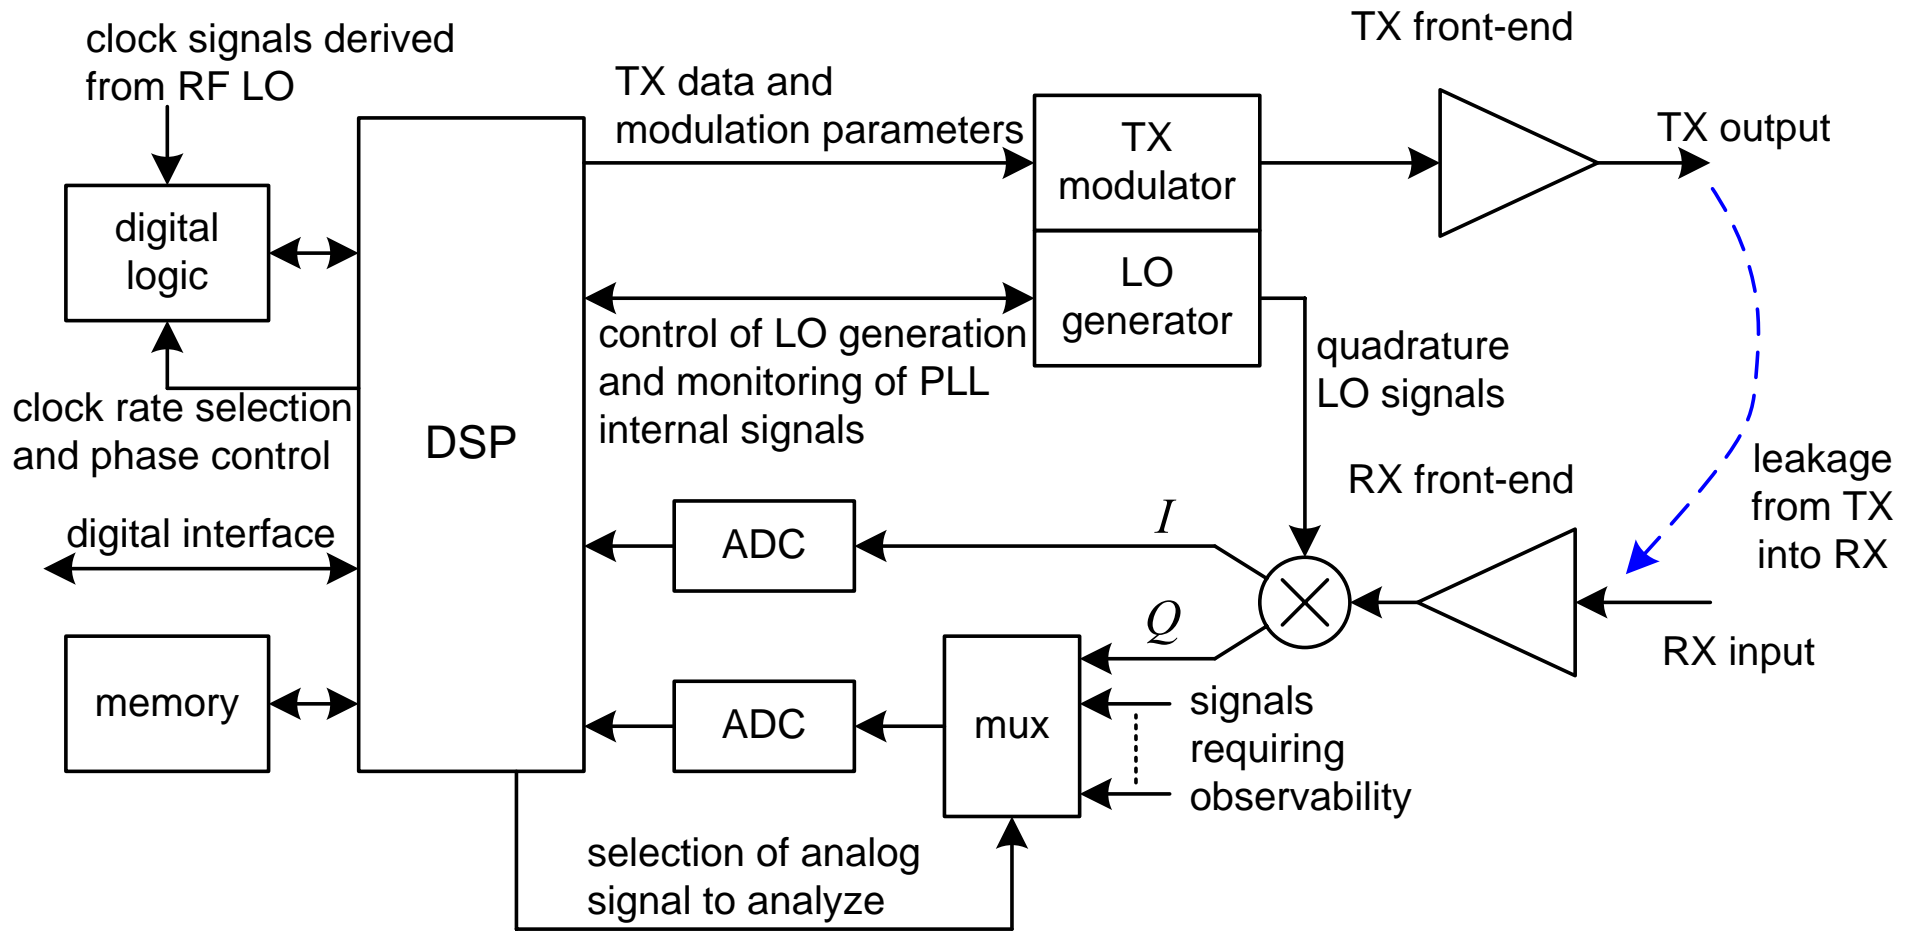 clock signals derived
from RF LO
TX front-end
TX data and
modulation parameters
TX
modulator
TX output
digital
logic
LO
generator
control of LO generation
and monitoring of PLL
internal signals
quadrature
LO signals
clock rate selection
and phase control
DSP
leakage
from TX
into RX
RX front-end
I
ADC
digital interface
Q
RX input
memory
ADC
mux
signals
requiring
observability
selection of analog
signal to analyze